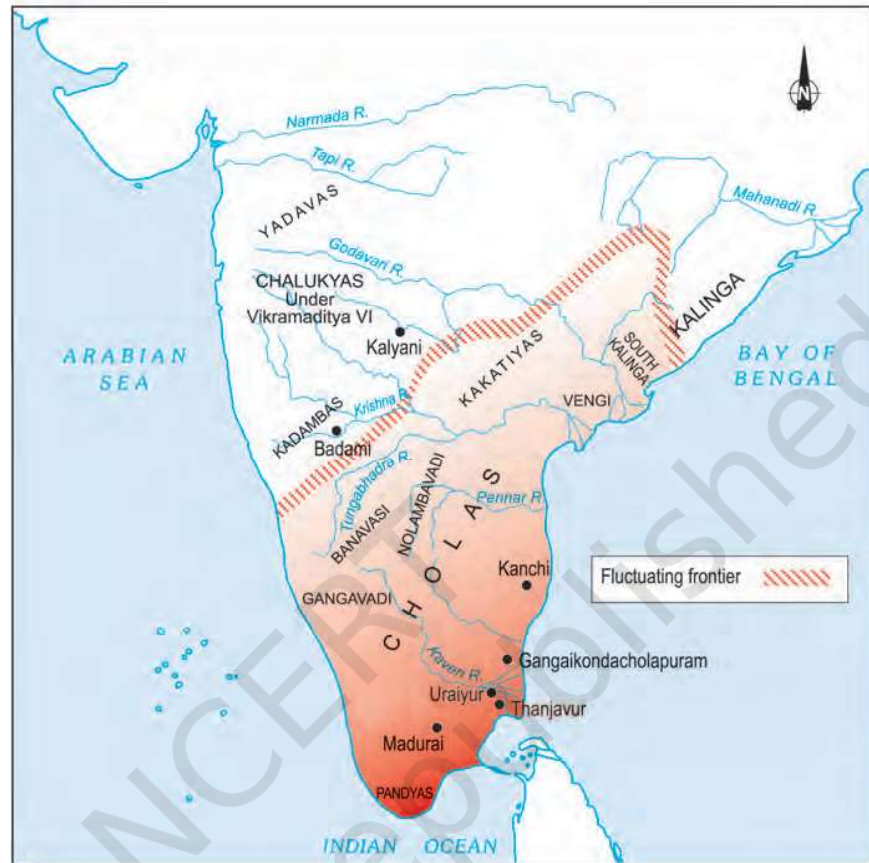 N
Narmada R.
Tapi R.
Mahanadi R.
YADAVAS
Godavari R.
CHALUKYAS
Under
Vikramaditya VI
KALINGA
Kalyani
ARABIAN
SEA
BAY OF
BENGAL
KAKATIYAS
SOUTH
KALINGA
VENGI
KADAMBAS
Krishna R.
Badami
Tungabhadra R.
NOLAMBAVADI
Pennar R.
BANAVASI
CHOLAS
Kanchi
Fluctuating frontier
GANGAVADI
Gangaikondacholapuram
Kaveri R.
Uraiyur
Thanjavur
Madurai
PANDYAS
INDIAN OCEAN
NCERT
republished